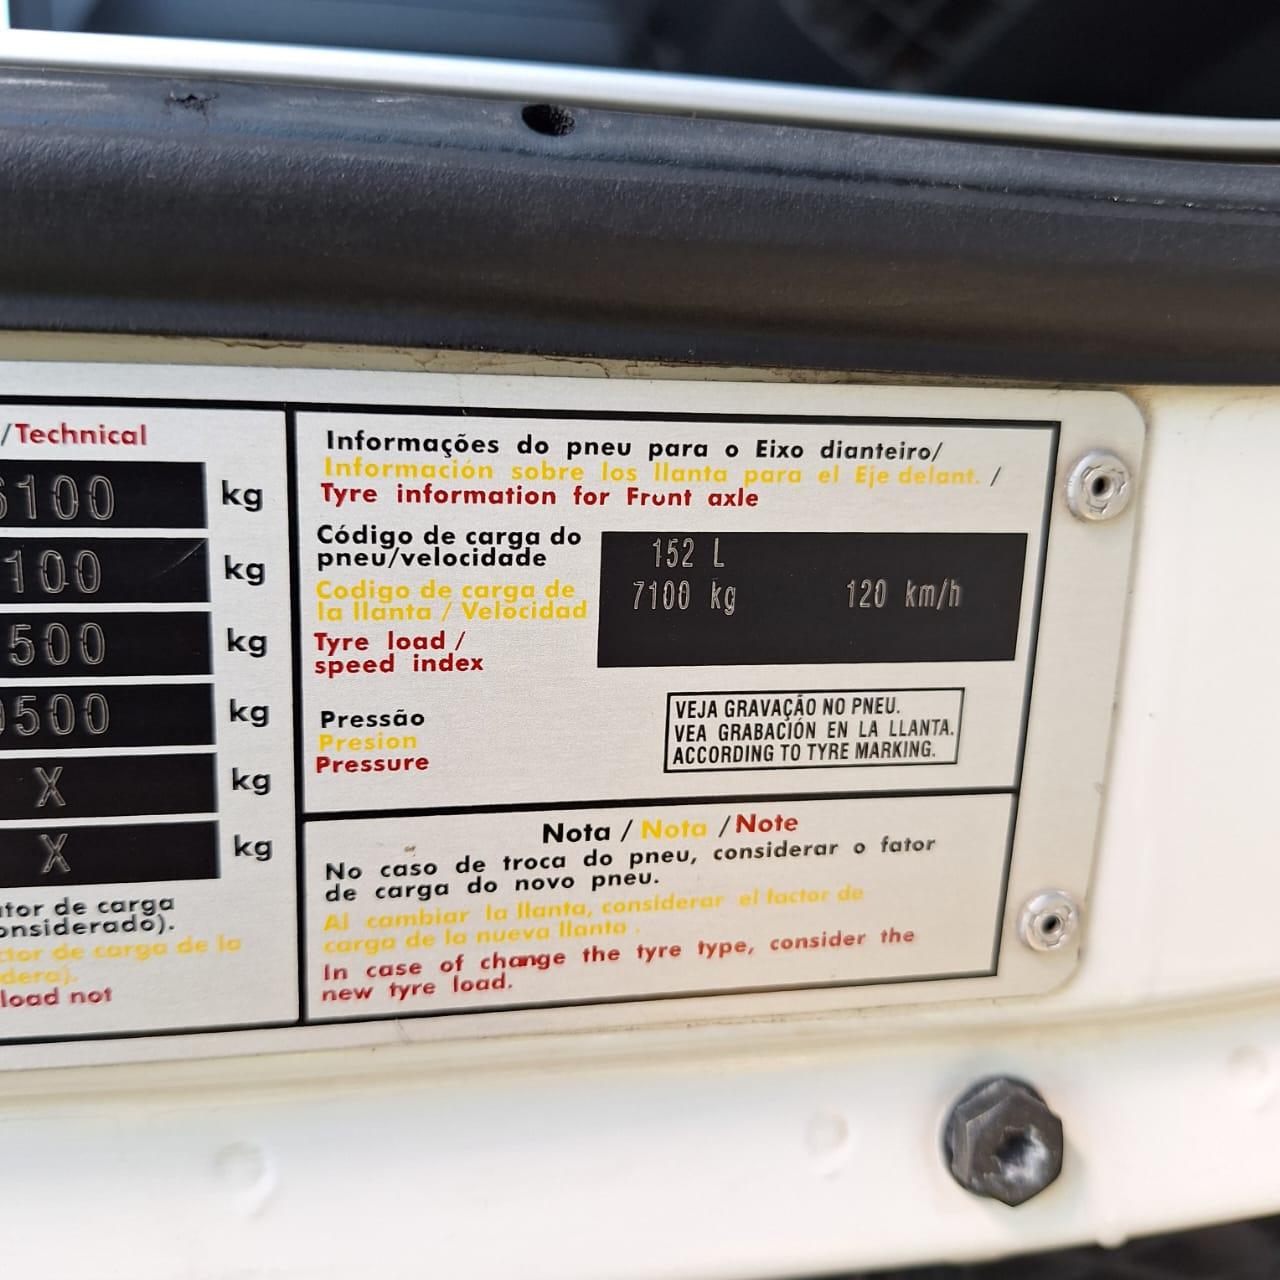 /Technical
6100 kg
100 kg
500 kg
500 kg
X kg
X kg
de carga
de carga de la
load not
Informações do pneu para o Eixo dianteiro/
Información sobre los llanta para el Eje delant. /
Tyre information for Front axle
Código de carga do
pneu/velocidade
Codigo de carga de
la llanta / Velocidad
Tyre load /
speed index
152 L
7100 kg 120 km/h
Pressão
Presion
Pressure
VEJA GRAVAÇÃO NO PNEU.
VEA GRABACIÓN EN LA LLANTA.
ACCORDING TO TYRE MARKING.
Nota / Nota / Note
No caso de troca do pneu, considerar o fator
de carga do novo pneu.
Al cambiar la llanta, considerar el factor de
carga de la nueva llanta .
In case of change the tyre type, consider the
new tyre load.